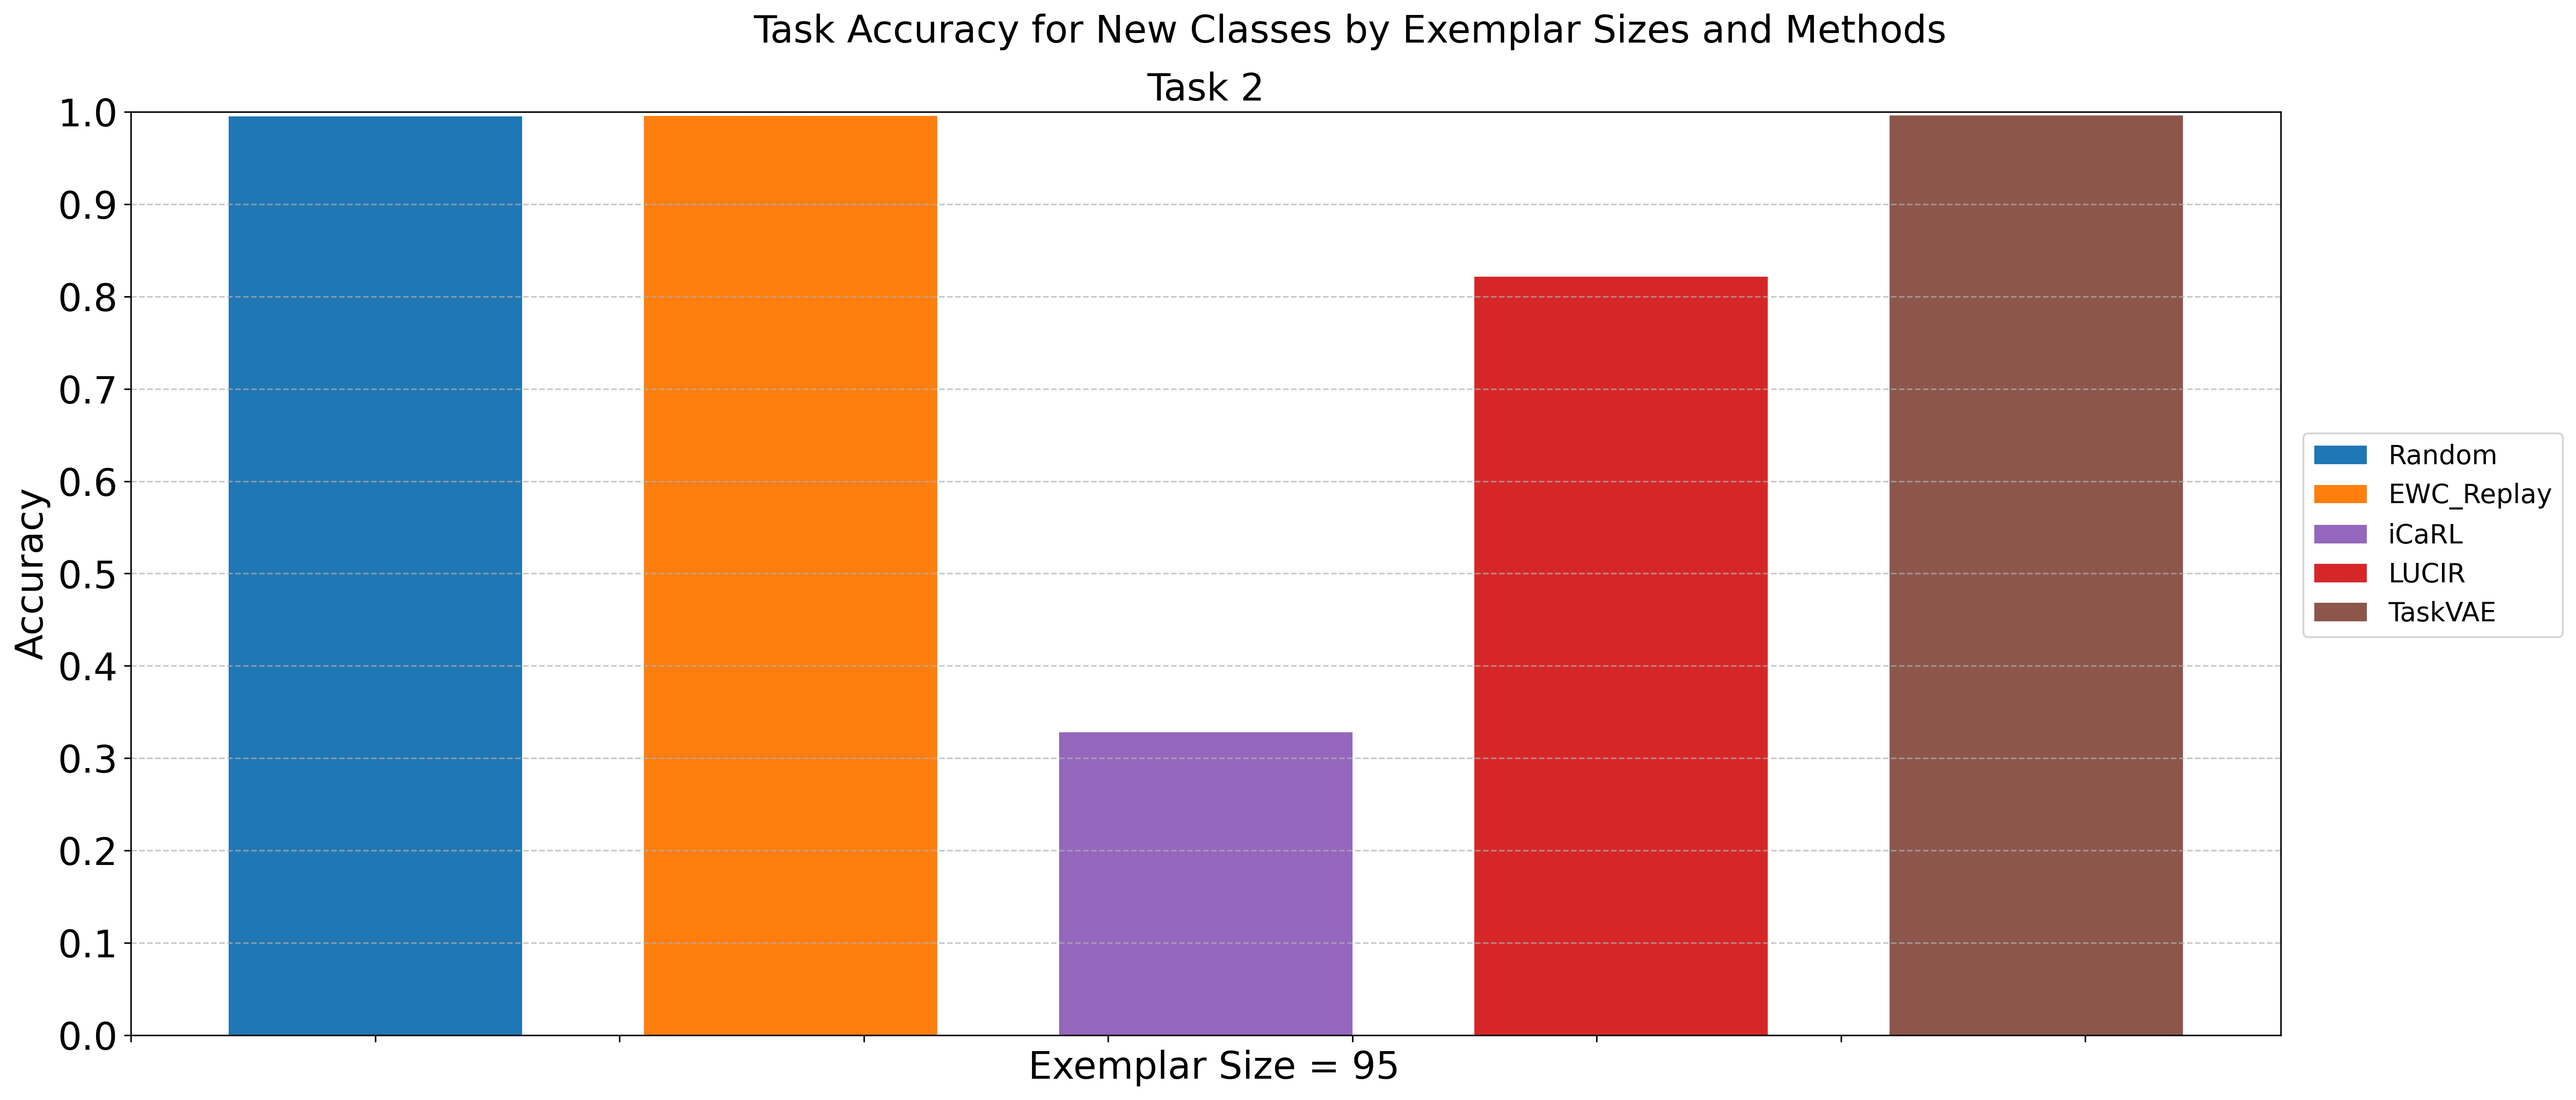 Task Accuracy for New Classes by Exemplar Sizes and Methods
Task 2
1.0
0.9
0.8
0.7
0.6
0.5
0.4
0.3
0.2
0.1
0.0
Accuracy
Exemplar Size = 95
Random
EWC_Replay
iCaRL
LUCIR
TaskVAE